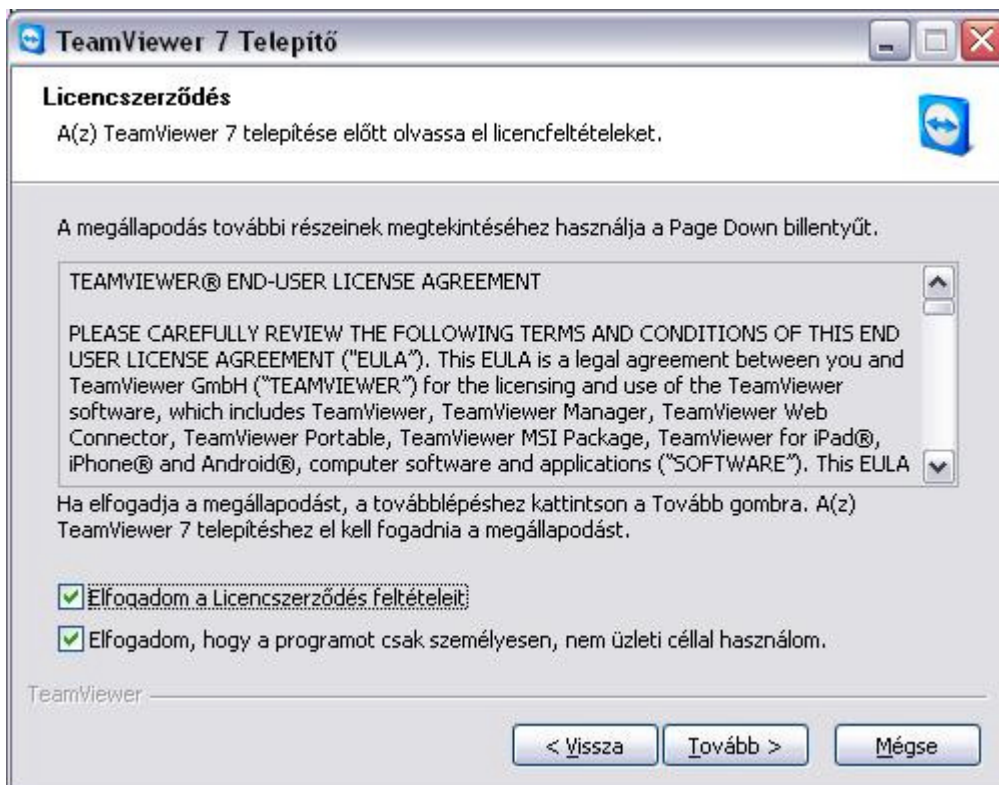 TeamViewer 7 Telepítő
Licencszerződés
A(z) TeamViewer 7 telepítése előtt olvassa el licencfeltételeket.
A megállapodás további részeinek megtekintéséhez használja a Page Down billentyűt.
TEAMVIEWER® END-USER LICENSE AGREEMENT
PLEASE CAREFULLY REVIEW THE FOLLOWING TERMS AND CONDITIONS OF THIS END
USER LICENSE AGREEMENT ("EULA"). This EULA is a legal agreement between you and
TeamViewer GmbH ("TEAMVIEWER") for the licensing and use of the TeamViewer
software, which includes TeamViewer, TeamViewer Manager, TeamViewer Web
Connector, TeamViewer Portable, TeamViewer MSI Package, TeamViewer for iPad®,
iPhone® and Android®, computer software and applications ("SOFTWARE"). This EULA
Ha elfogadja a megállapodást, a továbblépéshez kattintson a Tovább gombra. A(z)
TeamViewer 7 telepítéshez el kell fogadnia a megállapodást.
Elfogadom a Licencszerződés feltételeit
Elfogadom, hogy a programot csak személyesen, nem üzleti céllal használom.
TeamViewer
< Vissza
Tovább >
Mégse